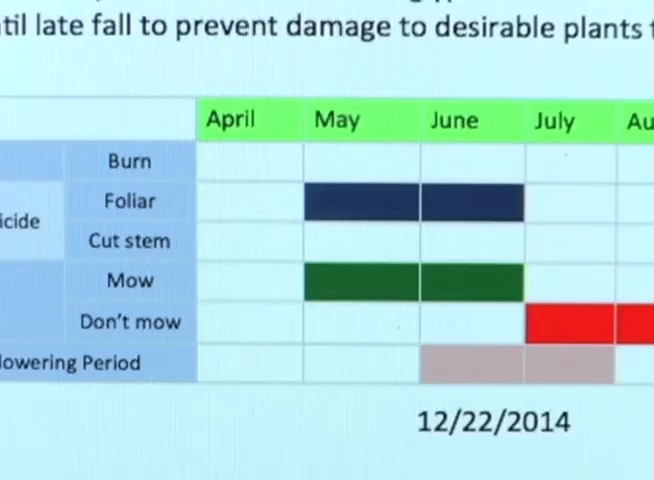 til late fall to prevent damage to desirable plants
April May June July Au
Burn
Foliar
icide
Cut stem
Mow
Don't mow
lowering Period
12/22/2014